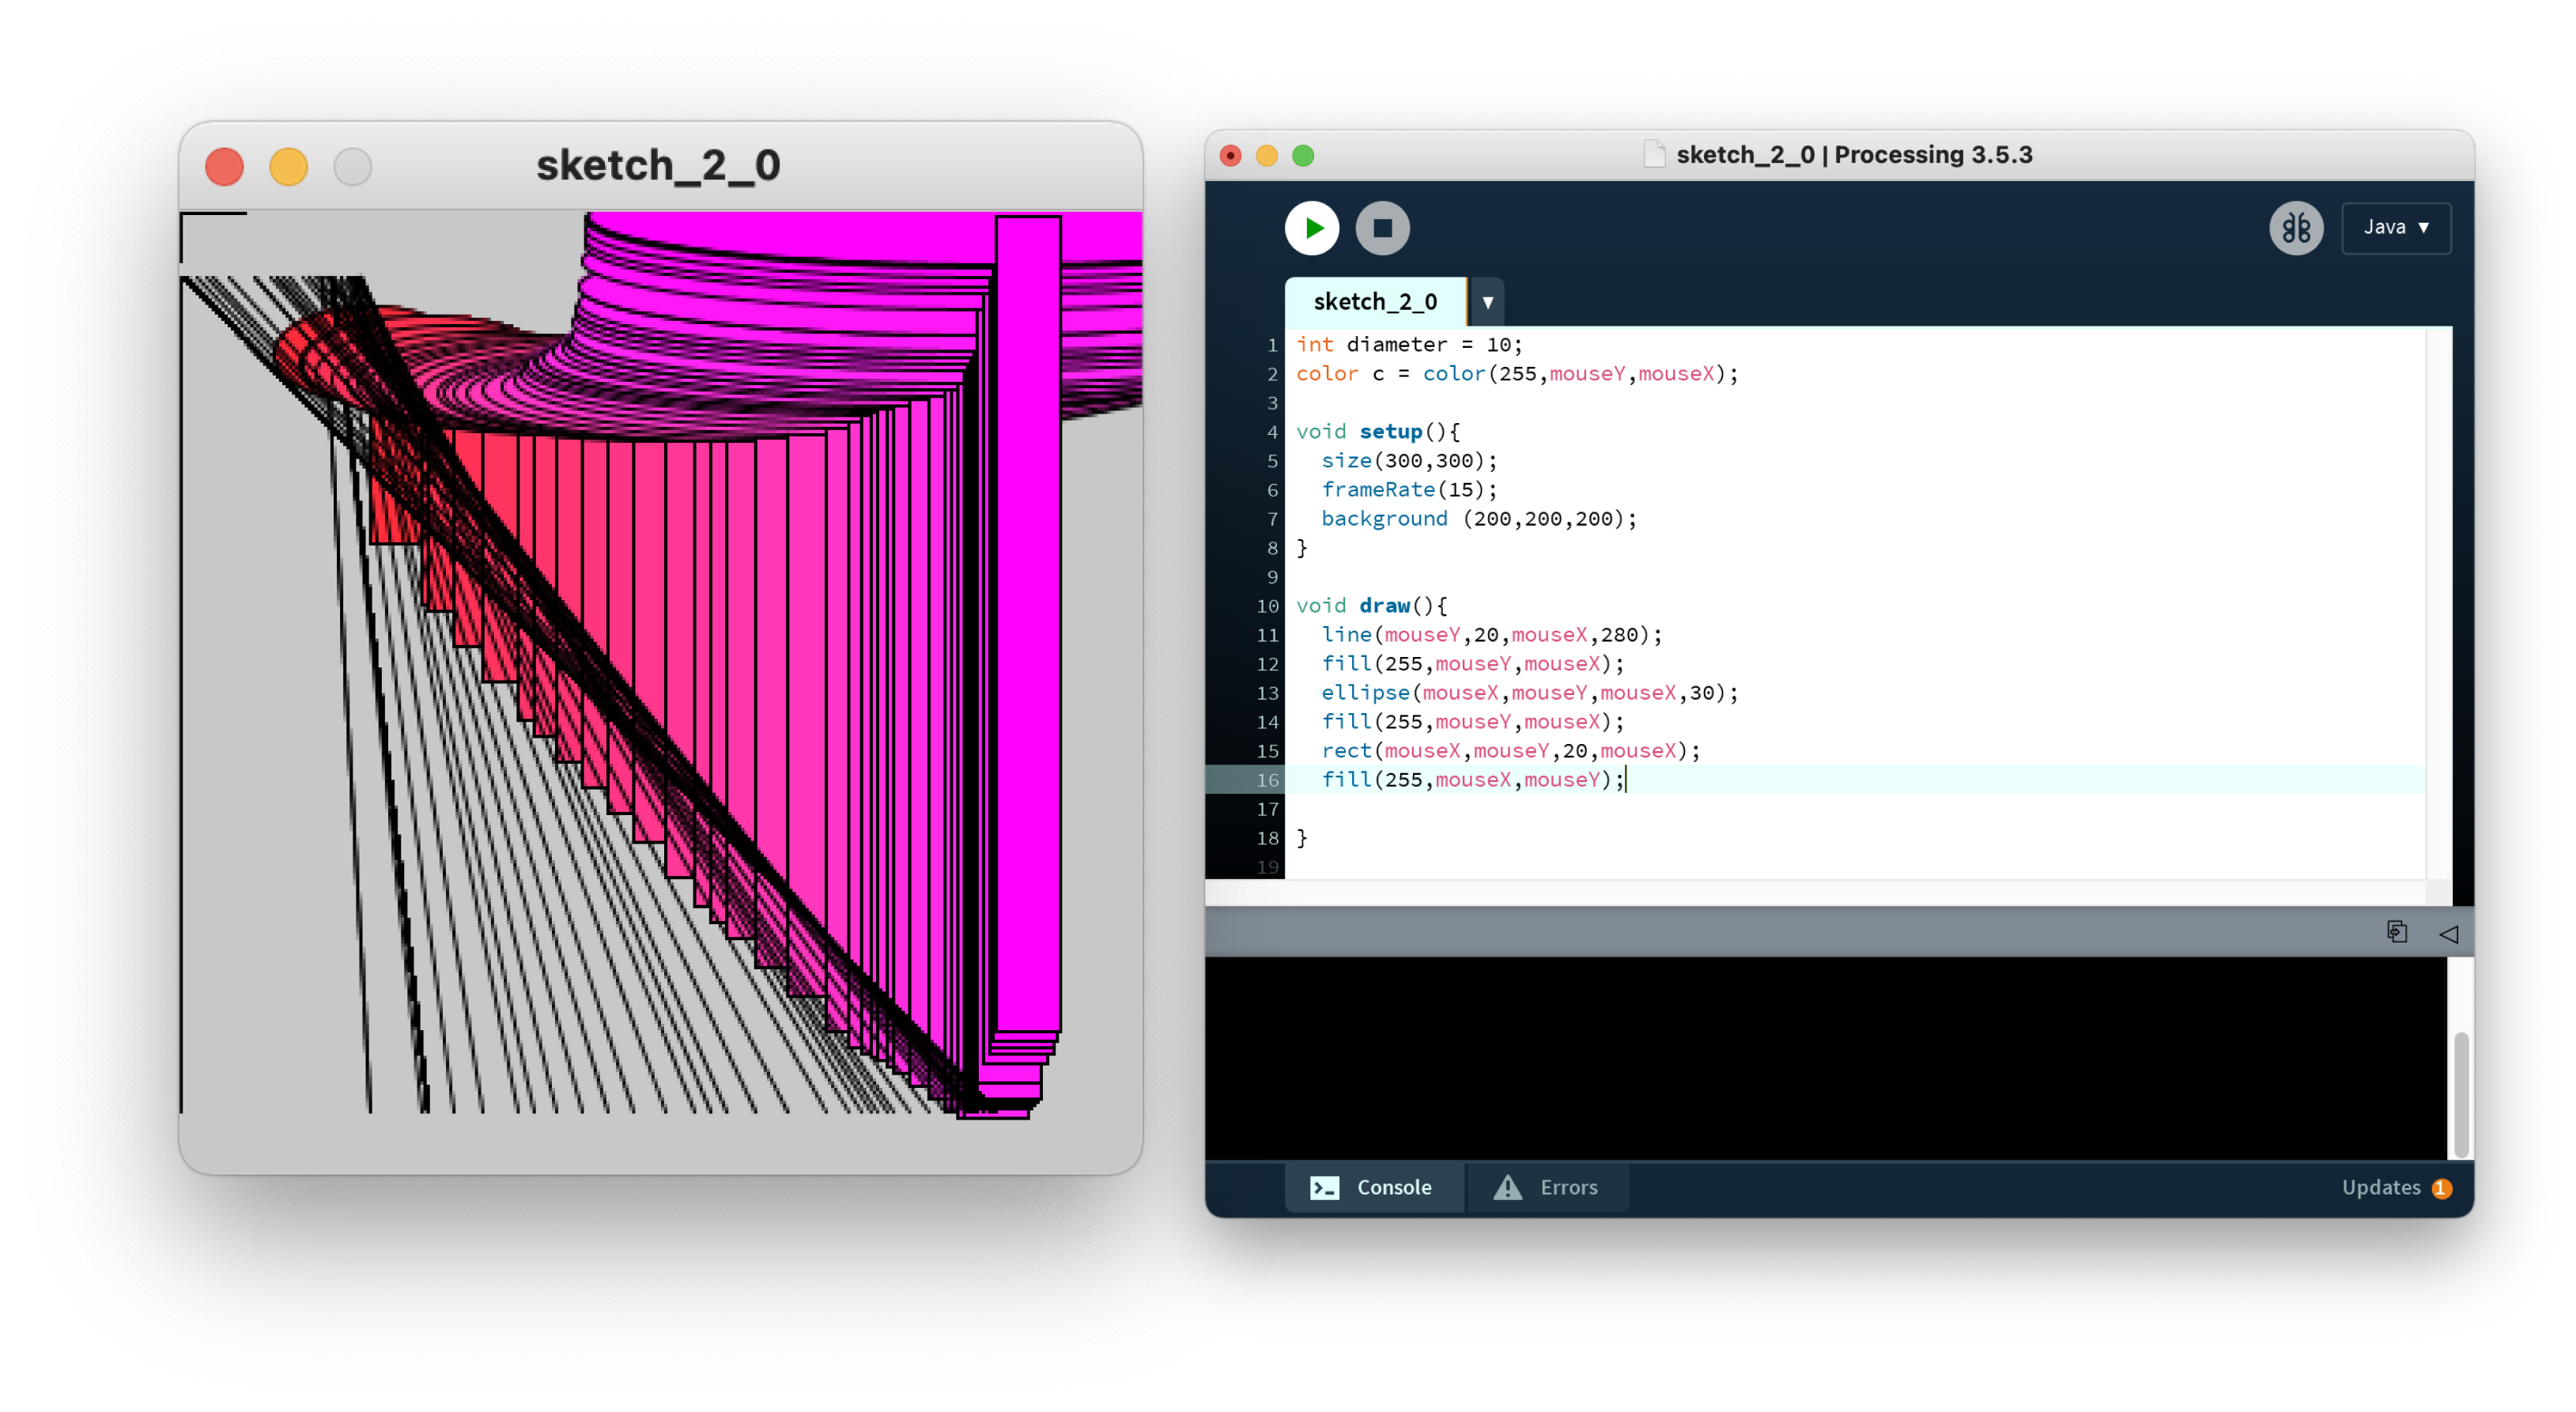 sketch_2_0
sketch_2_0 | Processing 3.5.3
Java ▼
sketch_2_0 ▼
1 int diameter = 10;
2 color c = color(255,mouseY,mouseX);
3
4 void setup(){
5 size(300,300);
6 frameRate(15);
7 background (200,200,200);
8 }
9
10 void draw(){
11 line(mouseY,20,mouseX,280);
12 fill(255,mouseY,mouseX);
13 ellipse(mouseX,mouseY,mouseX,30);
14 fill(255,mouseY,mouseX);
15 rect(mouseX,mouseY,20,mouseX);
16 fill(255,mouseX,mouseY);
17
18 }
19
Console Errors Updates 1